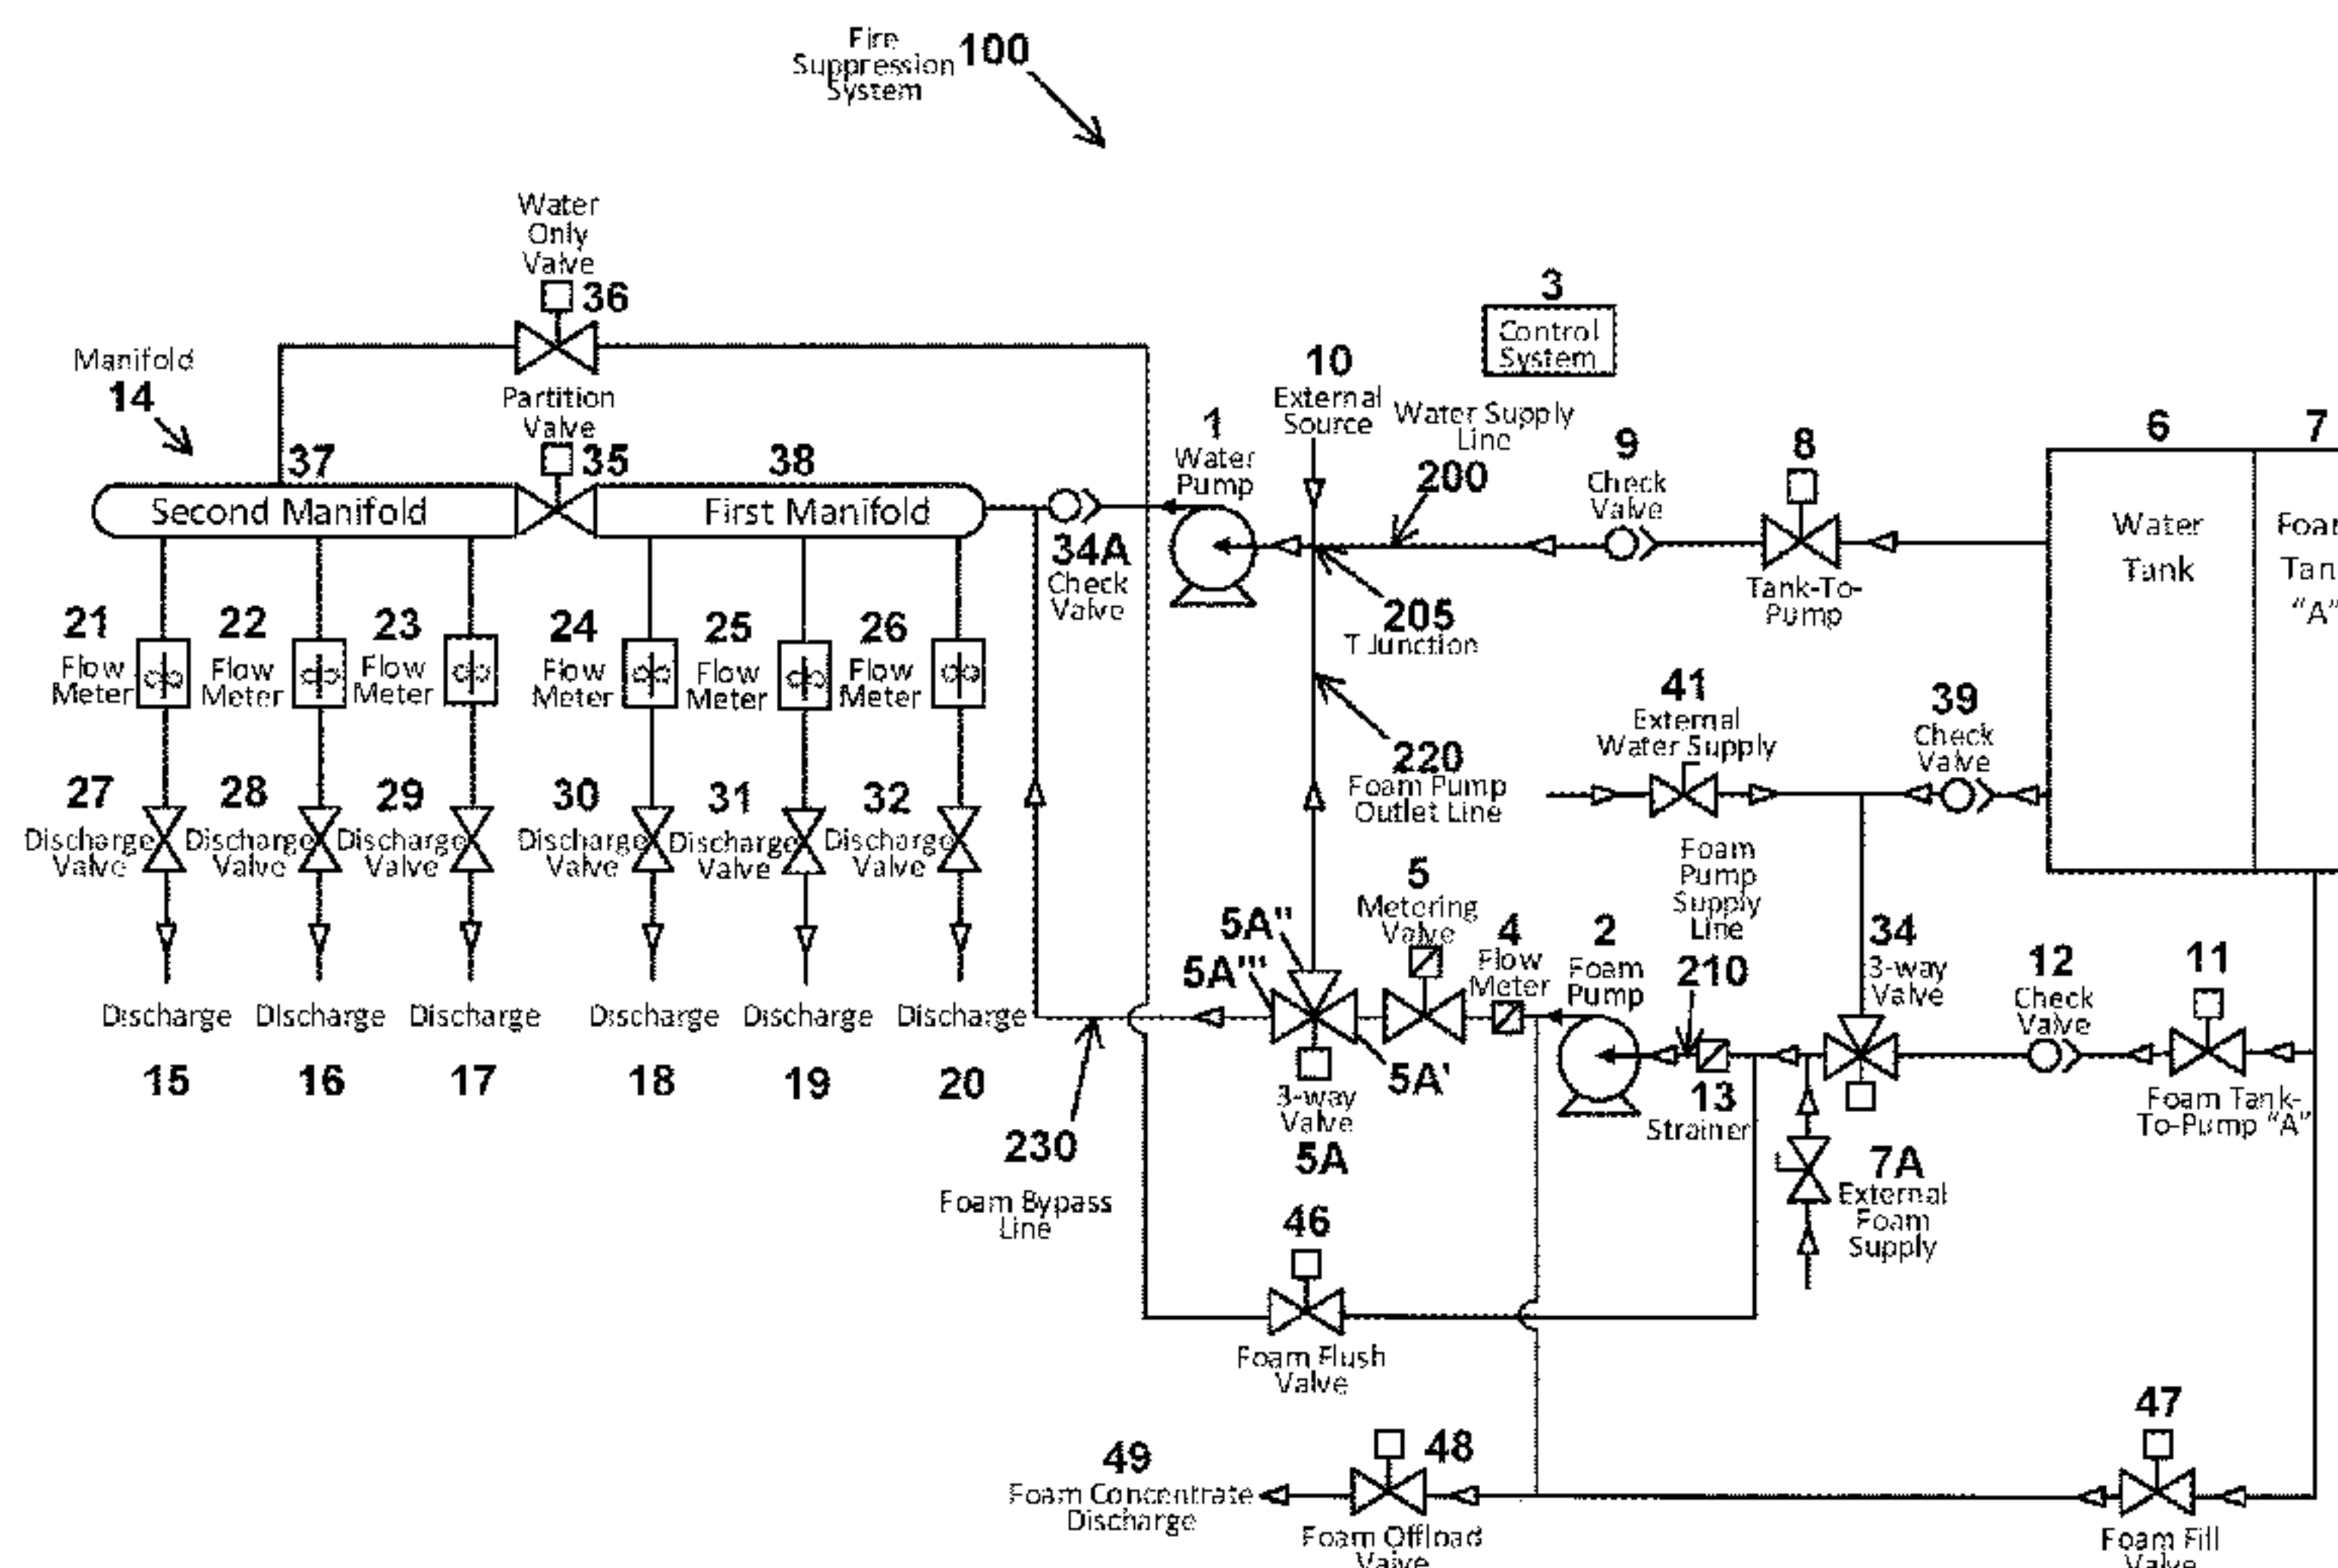 Fire
Suppression
System
100
Water
Only
Valve
36
Manifold
14
Partition
Valve
35
37
38
Second Manifold
First Manifold
34A
Check
Valve
1
Water
Pump
10
External
Source
3
Control
System
Water Supply
Line
200
9
Check
Valve
8
Tank-To-
Pump
6
7
Water
Tank
"A"
205
T Junction
21
Flow
Meter
22
Flow
Meter
23
Flow
Meter
24
Flow
Meter
25
Flow
Meter
26
Flow
Meter
41
External
Water Supply
39
Check
Valve
220
Foam Pump
Outlet Line
27
Discharge
Valve
28
Discharge
Valve
29
Discharge
Valve
30
Discharge
Valve
31
Discharge
Valve
32
Discharge
Valve
Foam
Pump
Supply
Line
210
5A"
5A'"
5
Metering
Valve
4
Flow
Meter
2
Foam
Pump
34
3-way
Valve
12
Check
Valve
11
Foam Tank-
To-Pump "A"
Discharge
Discharge
Discharge
Discharge
Discharge
Discharge
15
16
17
18
19
20
230
Foam Bypass
Line
5A'
3-way
Valve
5A
13
Strainer
7A
External
Foam
Supply
46
Foam Flush
Valve
47
Foam Fill
Valve
48
Foam Offload
Valve
49
Foam Concentrate
Discharge